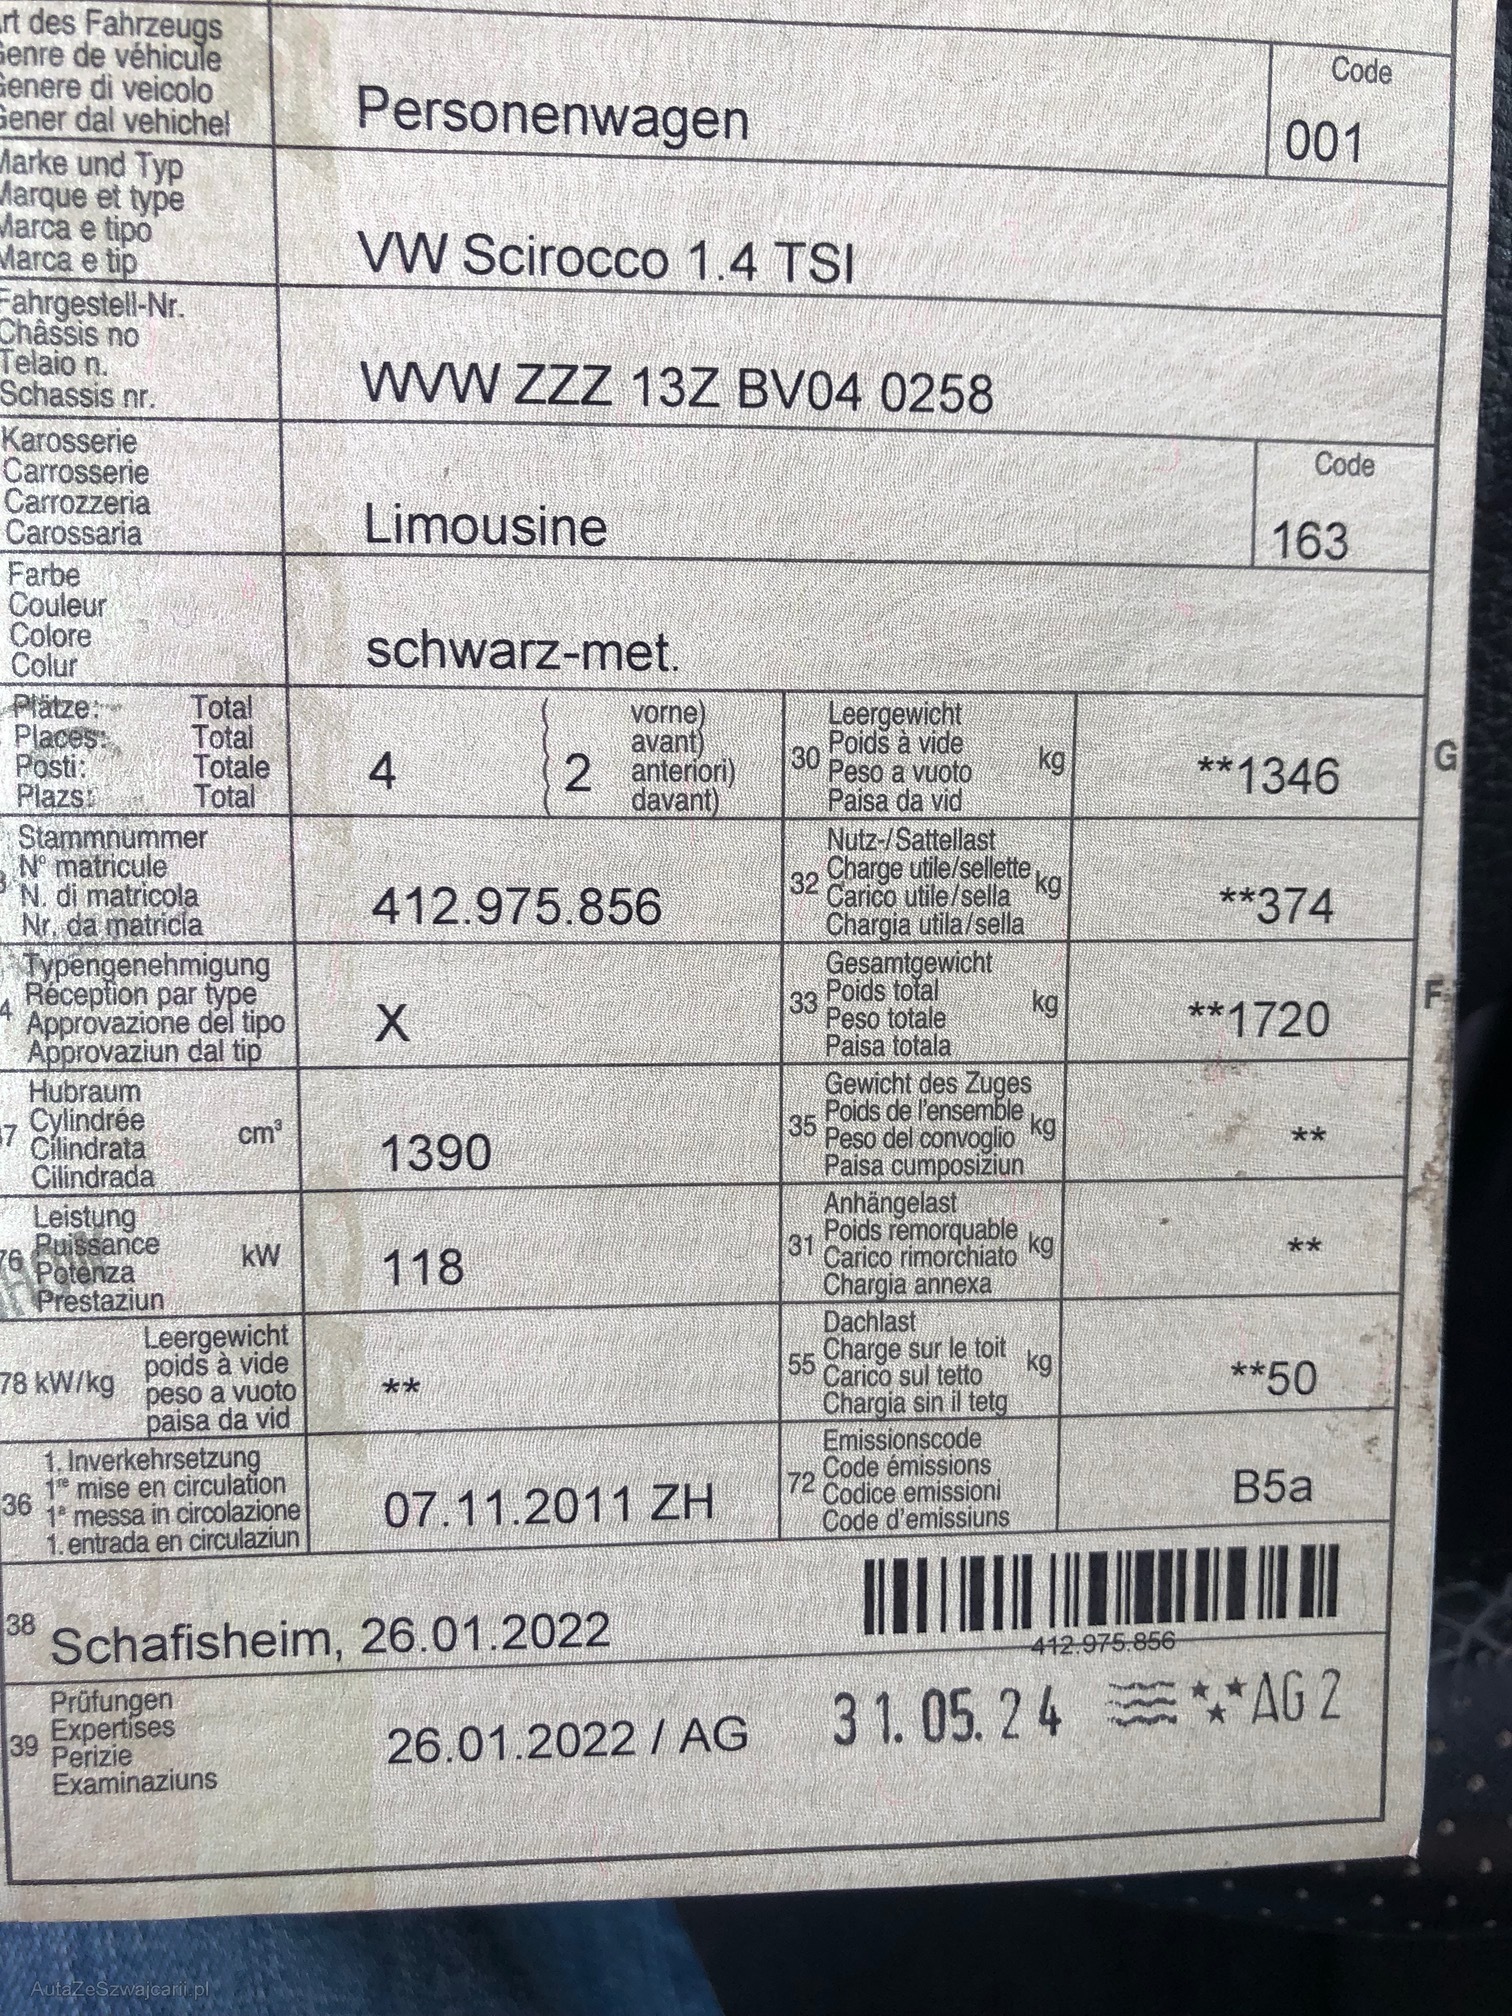 rt des Fahrzeugs
Genre de véhicule
Genere di veicolo
Gener dal vehichel
Personenwagen
Code
001
Marke und Typ
Marque et type
Marca e tipo
Marca e tip
VW Scirocco 1.4 TSI
Fahrgestell-Nr.
Châssis no
Telaio n.
Schassis nr.
WVW ZZZ 13Z BV04 0258
Karosserie
Carrosserie
Carrozzeria
Carossaria
Limousine
Code
163
Farbe
Couleur
Colore
Colur
schwarz-met.
Plätze: Total
Places: Total
Posti: Totale
Plazs: Total
4 ( 2
vorne)
avant)
anteriori)
davant)
30 Leergewicht
Poids à vide
Peso a vuoto
Paisa da vid
kg
**1346
G
Stammnummer
N° matricule
N. di matricola
Nr. da matricla
412.975.856
32 Nutz-/Sattellast
Charge utile/sellette
Carico utile/sella
Chargia utila/sella
kg
**374
4 Typengenehmigung
Réception par type
Approvazione del tipo
Approvaziun dal tip
X
33 Gesamtgewicht
Poids total
Peso totale
Paisa totala
kg
**1720
F
7 Hubraum
Cylindrée
Cilindrata
Cilindrada
cm³
1390
35 Gewicht des Zuges
Poids de l'ensemble
Peso del convoglio
Paisa cumposiziun
kg
**
76 Leistung
Puissance
Potenza
Prestaziun
kW
118
31 Anhängelast
Poids remorquable
Carico rimorchiato
Chargia annexa
kg
**
78 kW/kg
Leergewicht
poids à vide
peso a vuoto
paisa da vid
**
55 Dachlast
Charge sur le toit
Carico sul tetto
Chargia sin il tetg
kg
**50
36 1. Inverkehrsetzung
1re mise en circulation
1a messa in circolazione
1. entrada en circulaziun
07.11.2011 ZH
72 Emissionscode
Code émissions
Codice emissioni
Code d'emissiuns
B5a
38 Schafisheim, 26.01.2022
412.975.856
39 Prüfungen
Expertises
Perizie
Examinaziuns
26.01.2022 / AG
31.05.24 AG 2
AutaZeSzwajcarii.pl